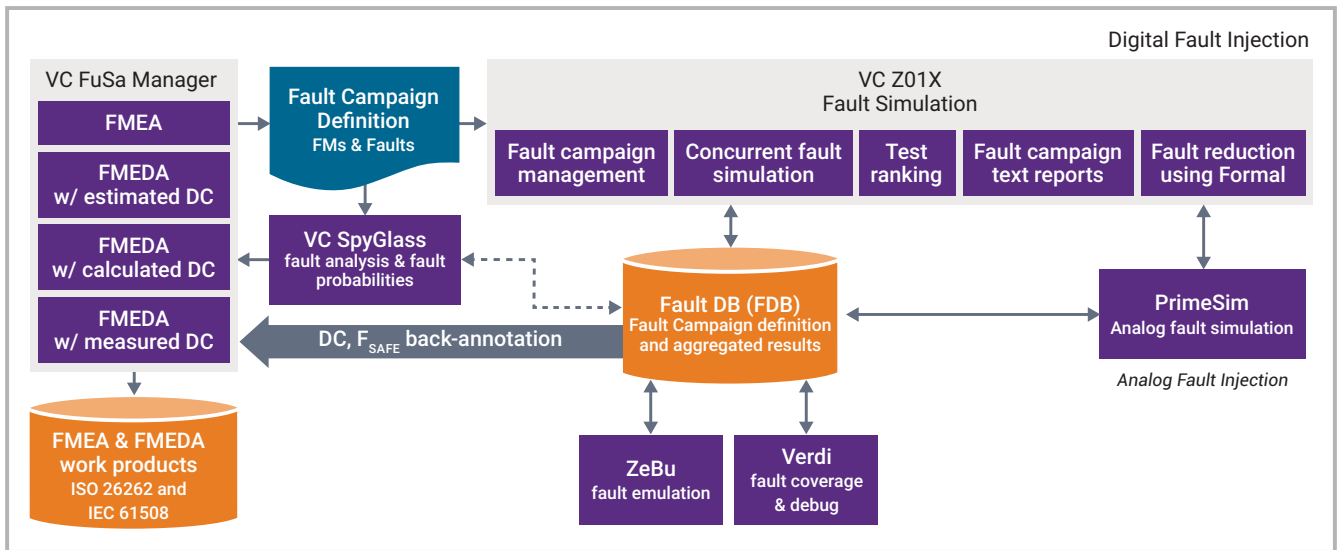 Digital Fault Injection
VC FuSa Manager
FMEA
FMEDA
w/ estimated DC
FMEDA
w/ calculated DC
FMEDA
w/ measured DC
Fault Campaign
Definition
FMs & Faults
VC Z01X
Fault Simulation
Fault campaign
management
Concurrent fault
simulation
Test
ranking
Fault campaign
text reports
Fault reduction
using Formal
VC SpyGlass
fault analysis & fault
probabilities
Fault DB (FDB)
Fault Campaign definition
and aggregated results
PrimeSim
Analog fault simulation
Analog Fault Injection
DC, FSAFE back-annotation
FMEA & FMEDA
work products
ISO 26262 and
IEC 61508
ZeBu
fault emulation
Verdi
fault coverage
& debug